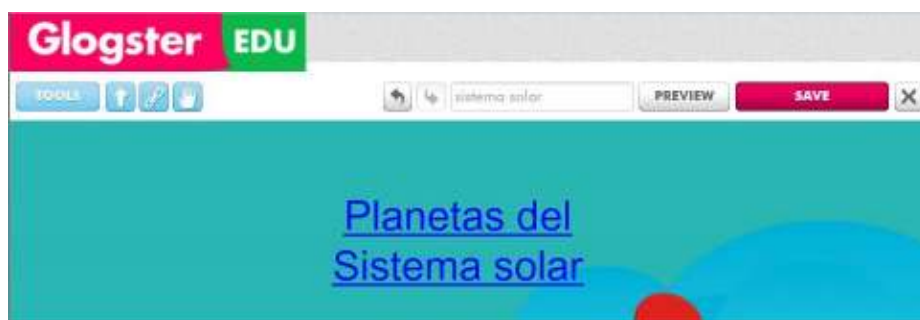 Glogster EDU
TOOLS sistema solar PREVIEW SAVE
Planetas del
Sistema solar